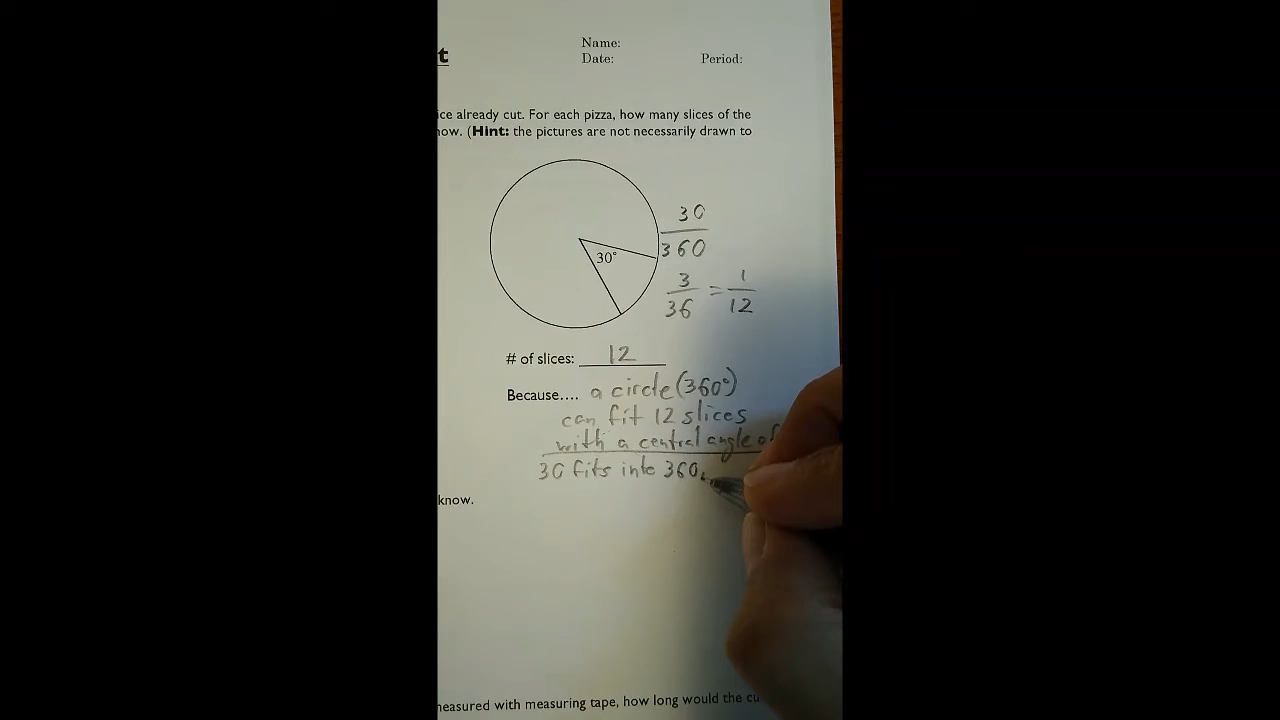 t
Name:
Date: Period:
ice already cut. For each pizza, how many slices of the
now. (Hint: the pictures are not necessarily drawn to
30°
30
360
3
36
=
1
12
# of slices: 12
Because.... a circle (360°)
can fit 12 slices
with a central angle of
30 fits into 360
know.
measured with measuring tape, how long would the cu